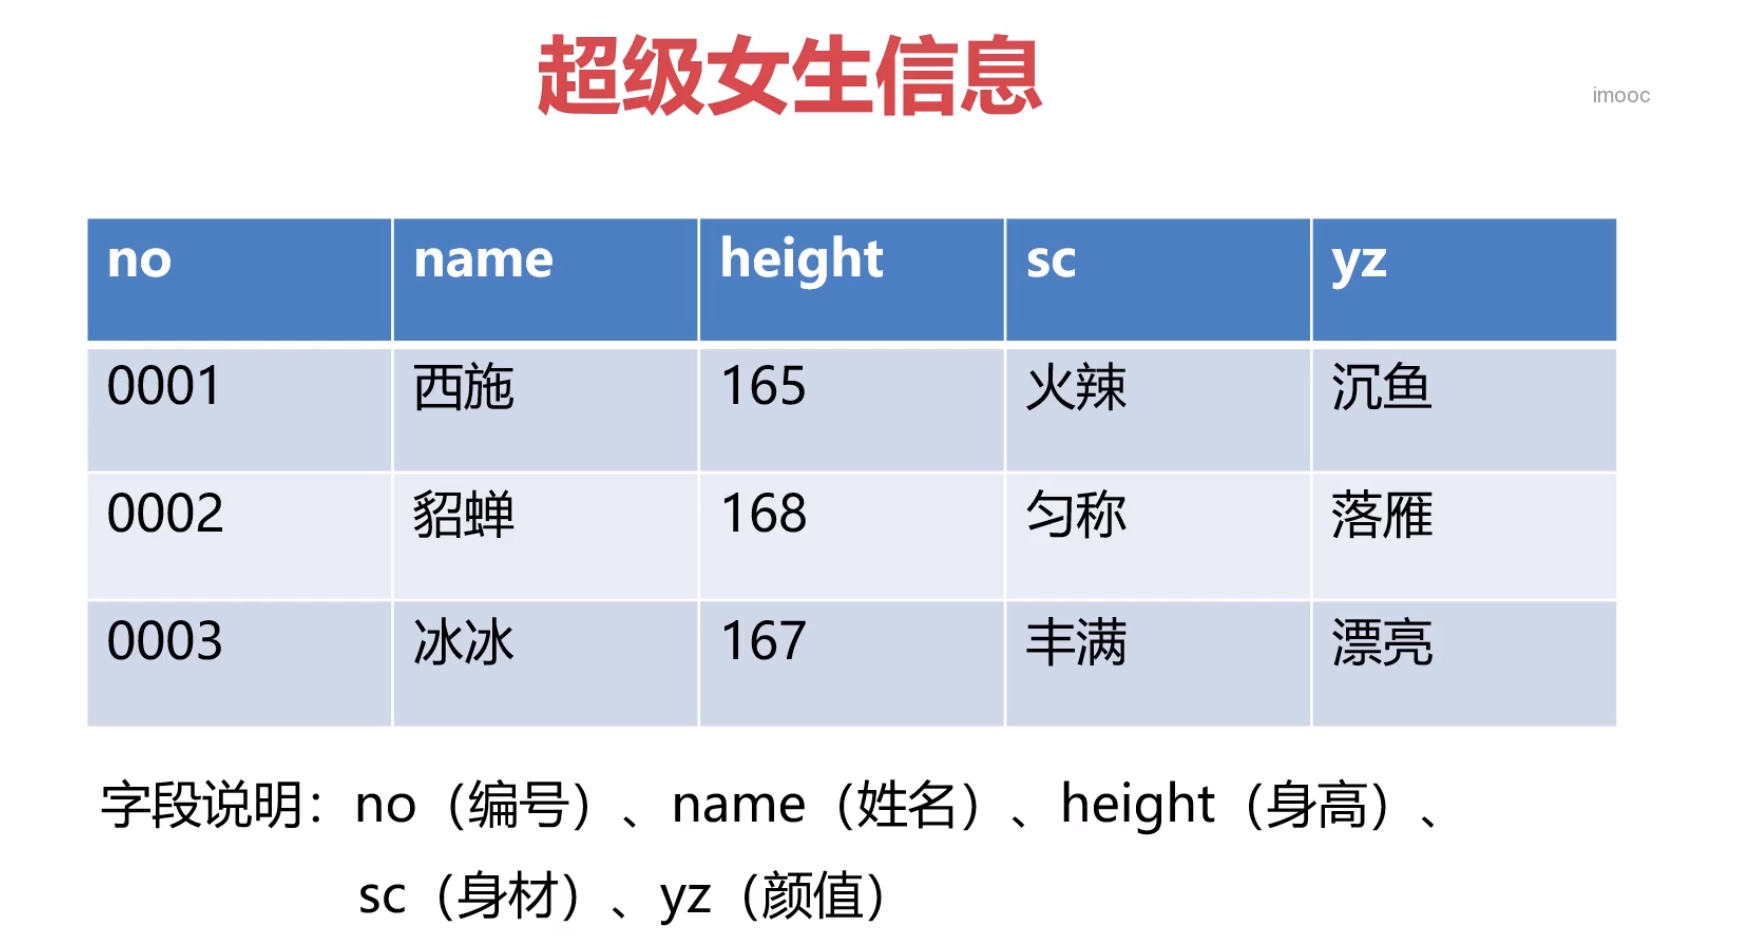 超级女生信息
imooc
no name height sc yz
0001 西施 165 火辣 沉鱼
0002 貂蝉 168 匀称 落雁
0003 冰冰 167 丰满 漂亮
字段说明：no（编号）、name（姓名）、height（身高）、
sc（身材）、yz（颜值）